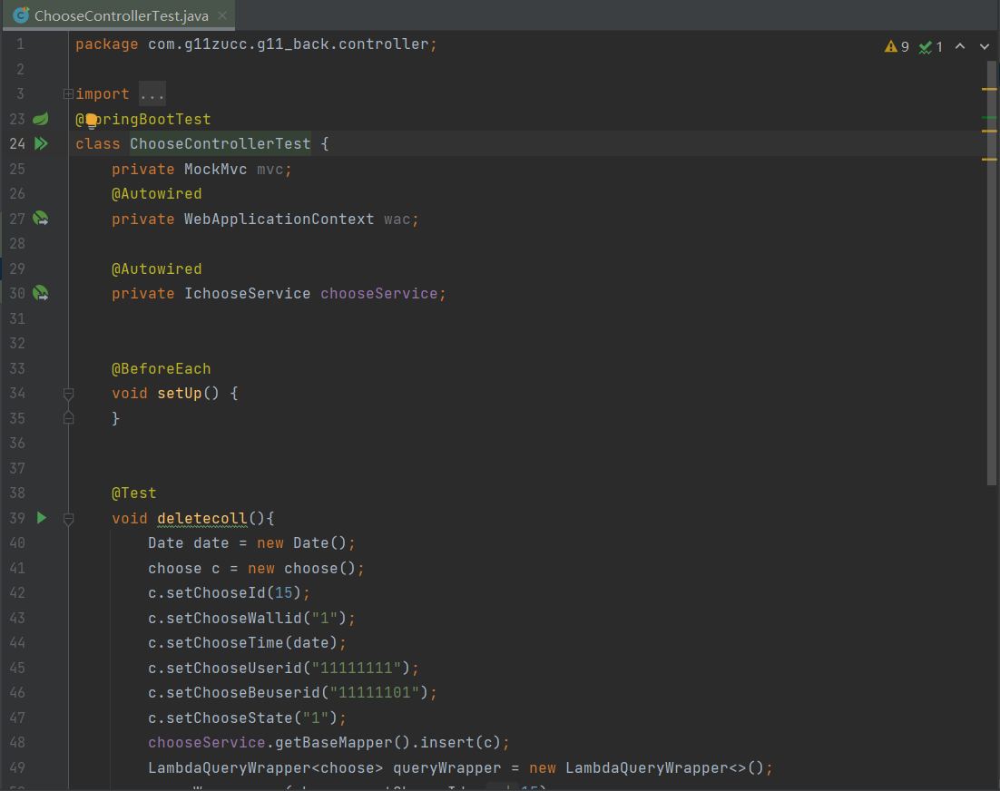 ChooseControllerTest.java
1 package com.g11zucc.g11_back.controller; 9 1
2
3 import ...
23 @SpringBootTest
24 class ChooseControllerTest {
25 private MockMvc mvc;
26 @Autowired
27 private WebApplicationContext wac;
28
29 @Autowired
30 private IchooseService chooseService;
31
32
33 @BeforeEach
34 void setUp() {
35 }
36
37
38 @Test
39 void deletecoll(){
40 Date date = new Date();
41 choose c = new choose();
42 c.setChooseId(15);
43 c.setChooseWallid("1");
44 c.setChooseTime(date);
45 c.setChooseUserid("11111111");
46 c.setChooseBeuserid("11111101");
47 c.setChooseState("1");
48 chooseService.getBaseMapper().insert(c);
49 LambdaQueryWrapper<choose> queryWrapper = new LambdaQueryWrapper<>();